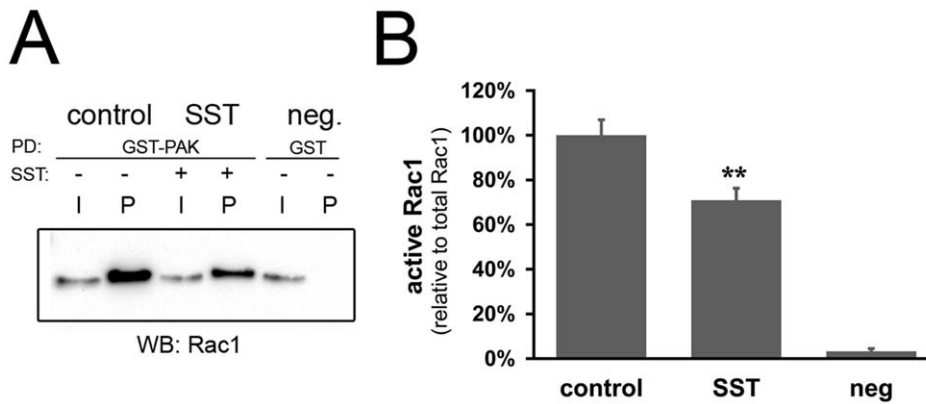 A
control SST neg.
PD: GST-PAK GST
SST: - - + + - -
I P I P I P
WB: Rac1
B
active Rac1
(relative to total Rac1)
120%
100%
80%
60%
40%
20%
0%
**
control SST neg